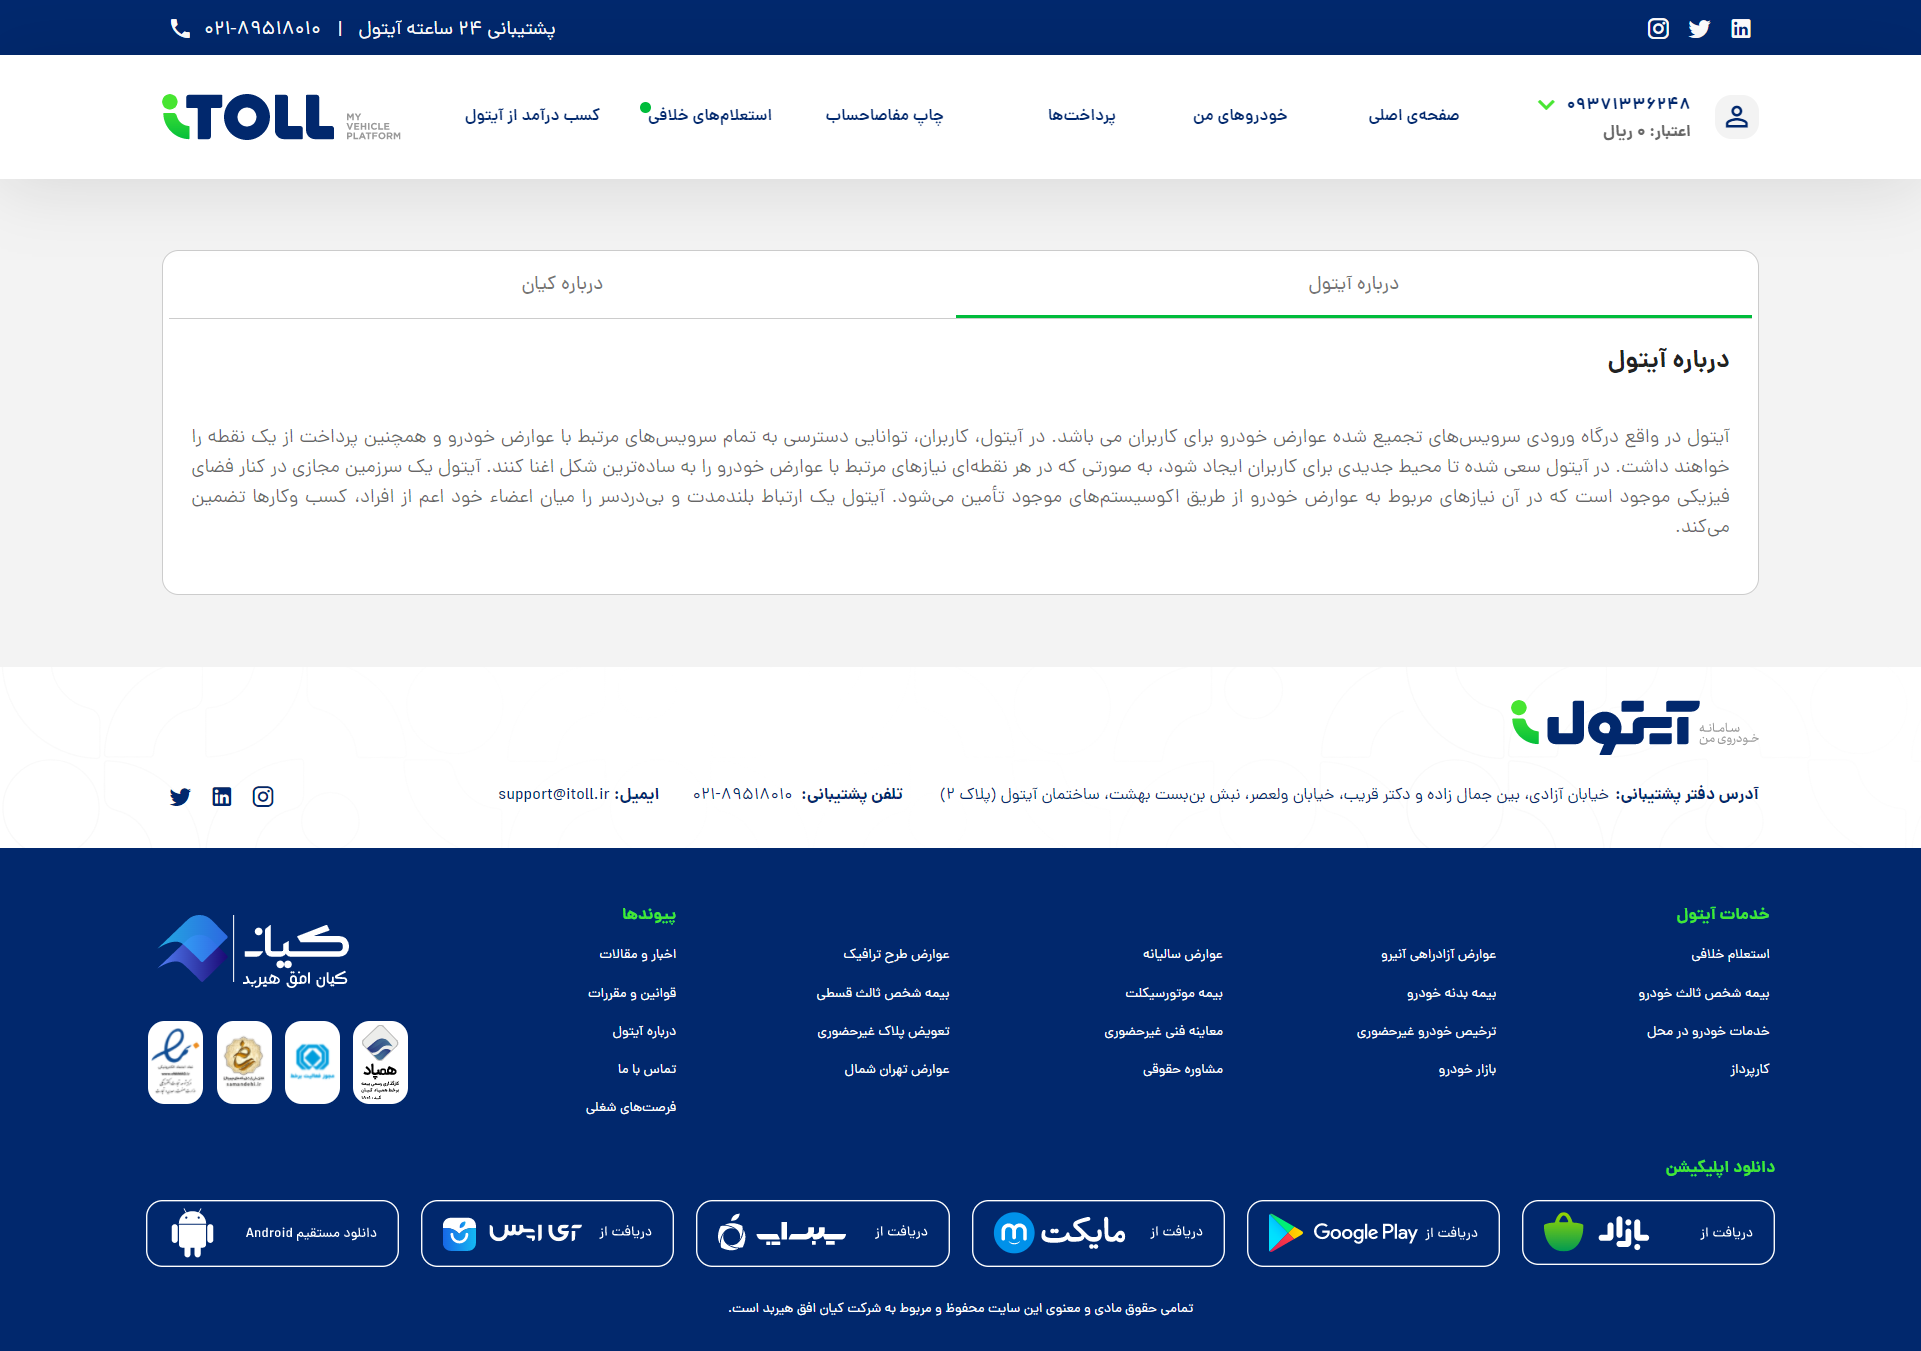 پشتیبانی ۲۴ ساعته آیتول | ۰۲۱-۸۹۵۱۸۰۱۰
۰۹۳۷۱۳۳۶۲۴۸
اعتبار: ۰ ریال
صفحه‌ی اصلی
خودروهای من
پرداخت‌ها
چاپ مفاصاحساب
استعلام‌های خلافی
کسب درآمد از آیتول
iTOLL
MY VEHICLE PLATFORM
درباره آیتول
درباره کیان
درباره آیتول
آیتول در واقع درگاه ورودی سرویس‌های تجمیع شده عوارض خودرو برای کاربران می باشد. در آیتول، کاربران، توانایی دسترسی به تمام سرویس‌های مرتبط با عوارض خودرو و همچنین پرداخت از یک نقطه را
خواهند داشت. در آیتول سعی شده تا محیط جدیدی برای کاربران ایجاد شود، به صورتی که در هر نقطه‌ای نیازهای مرتبط با عوارض خودرو را به ساده‌ترین شکل اغنا کنند. آیتول یک سرزمین مجازی در کنار فضای
فیزیکی موجود است که در آن نیازهای مربوط به عوارض خودرو از طریق اکوسیستم‌های موجود تأمین می‌شود. آیتول یک ارتباط بلندمدت و بی‌دردسر را میان اعضاء خود اعم از افراد، کسب وکارها تضمین
می‌کند.
آیتول
سامانه
خودروی من
آدرس دفتر پشتیبانی: خیابان آزادی، بین جمال زاده و دکتر قریب، خیابان ولعصر، نبش بن‌بست بهشت، ساختمان آیتول (پلاک ۲)
تلفن پشتیبانی: ۰۲۱-۸۹۵۱۸۰۱۰
ایمیل: support@itoll.ir
خدمات آیتول
استعلام خلافی
عوارض آزادراهی آنیرو
عوارض سالیانه
عوارض طرح ترافیک
بیمه شخص ثالث خودرو
بیمه بدنه خودرو
بیمه موتورسیکلت
بیمه شخص ثالث قسطی
خدمات خودرو در محل
ترخیص خودرو غیرحضوری
معاینه فنی غیرحضوری
تعویض پلاک غیرحضوری
کارپرداز
بازار خودرو
مشاوره حقوقی
عوارض تهران شمال
پیوندها
اخبار و مقالات
قوانین و مقررات
درباره آیتول
تماس با ما
فرصت‌های شغلی
کیان
کیان افق هیربد
همپاد
samandehi.ir
دانلود اپلیکیشن
دریافت از بازار
دریافت از Google Play
دریافت از مایکت
دریافت از سیب‌اپ
دریافت از آی اپس
دانلود مستقیم Android
تمامی حقوق مادی و معنوی این سایت محفوظ و مربوط به شرکت کیان افق هیربد است.